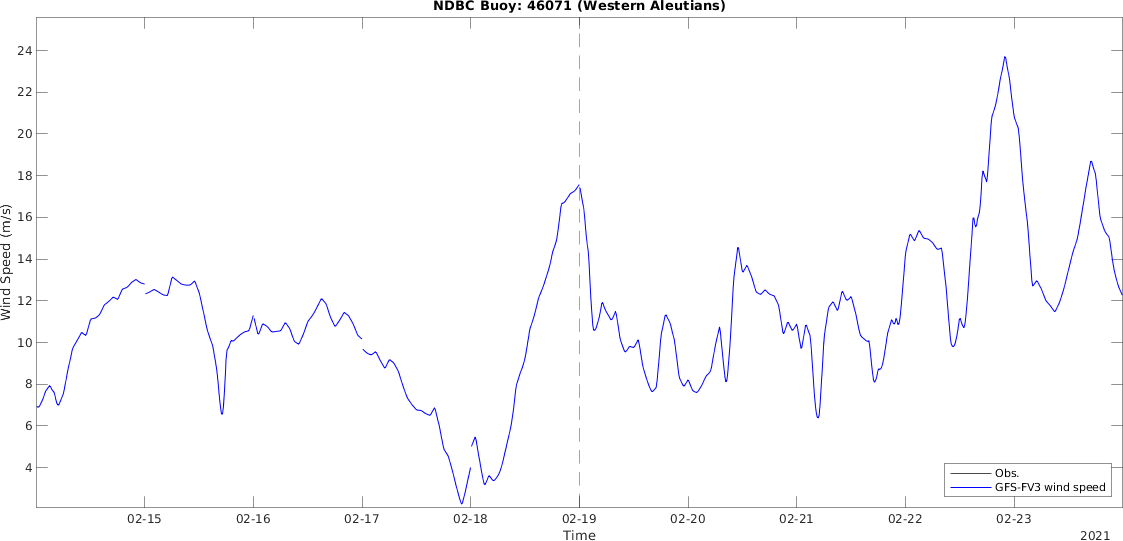 NDBC Buoy: 46071 (Western Aleutians)
24
22
20
18
16
14
12
10
8
6
4
Wind Speed (m/s)
02-15 02-16 02-17 02-18 02-19 02-20 02-21 02-22 02-23
Time
2021
Obs.
GFS-FV3 wind speed